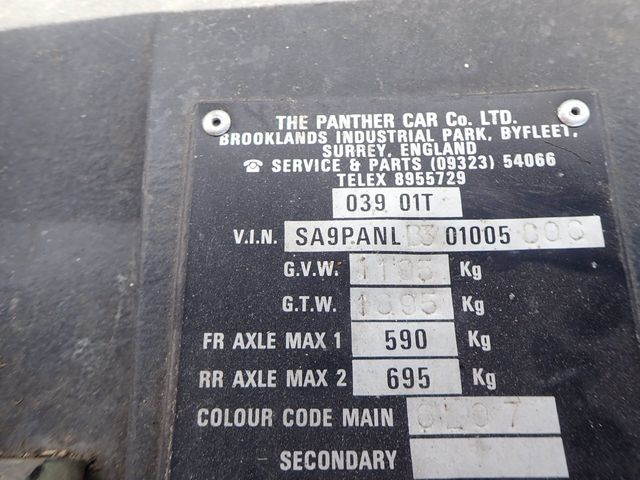 THE PANTHER CAR Co. LTD.
BROOKLANDS INDUSTRIAL PARK, BYFLEET,
SURREY, ENGLAND
☎ SERVICE & PARTS (09323) 54066
TELEX 8955729
039 01T
V.I.N. SA9PANL 01005
G.V.W. Kg
G.T.W. Kg
FR AXLE MAX 1 590 Kg
RR AXLE MAX 2 695 Kg
COLOUR CODE MAIN
SECONDARY